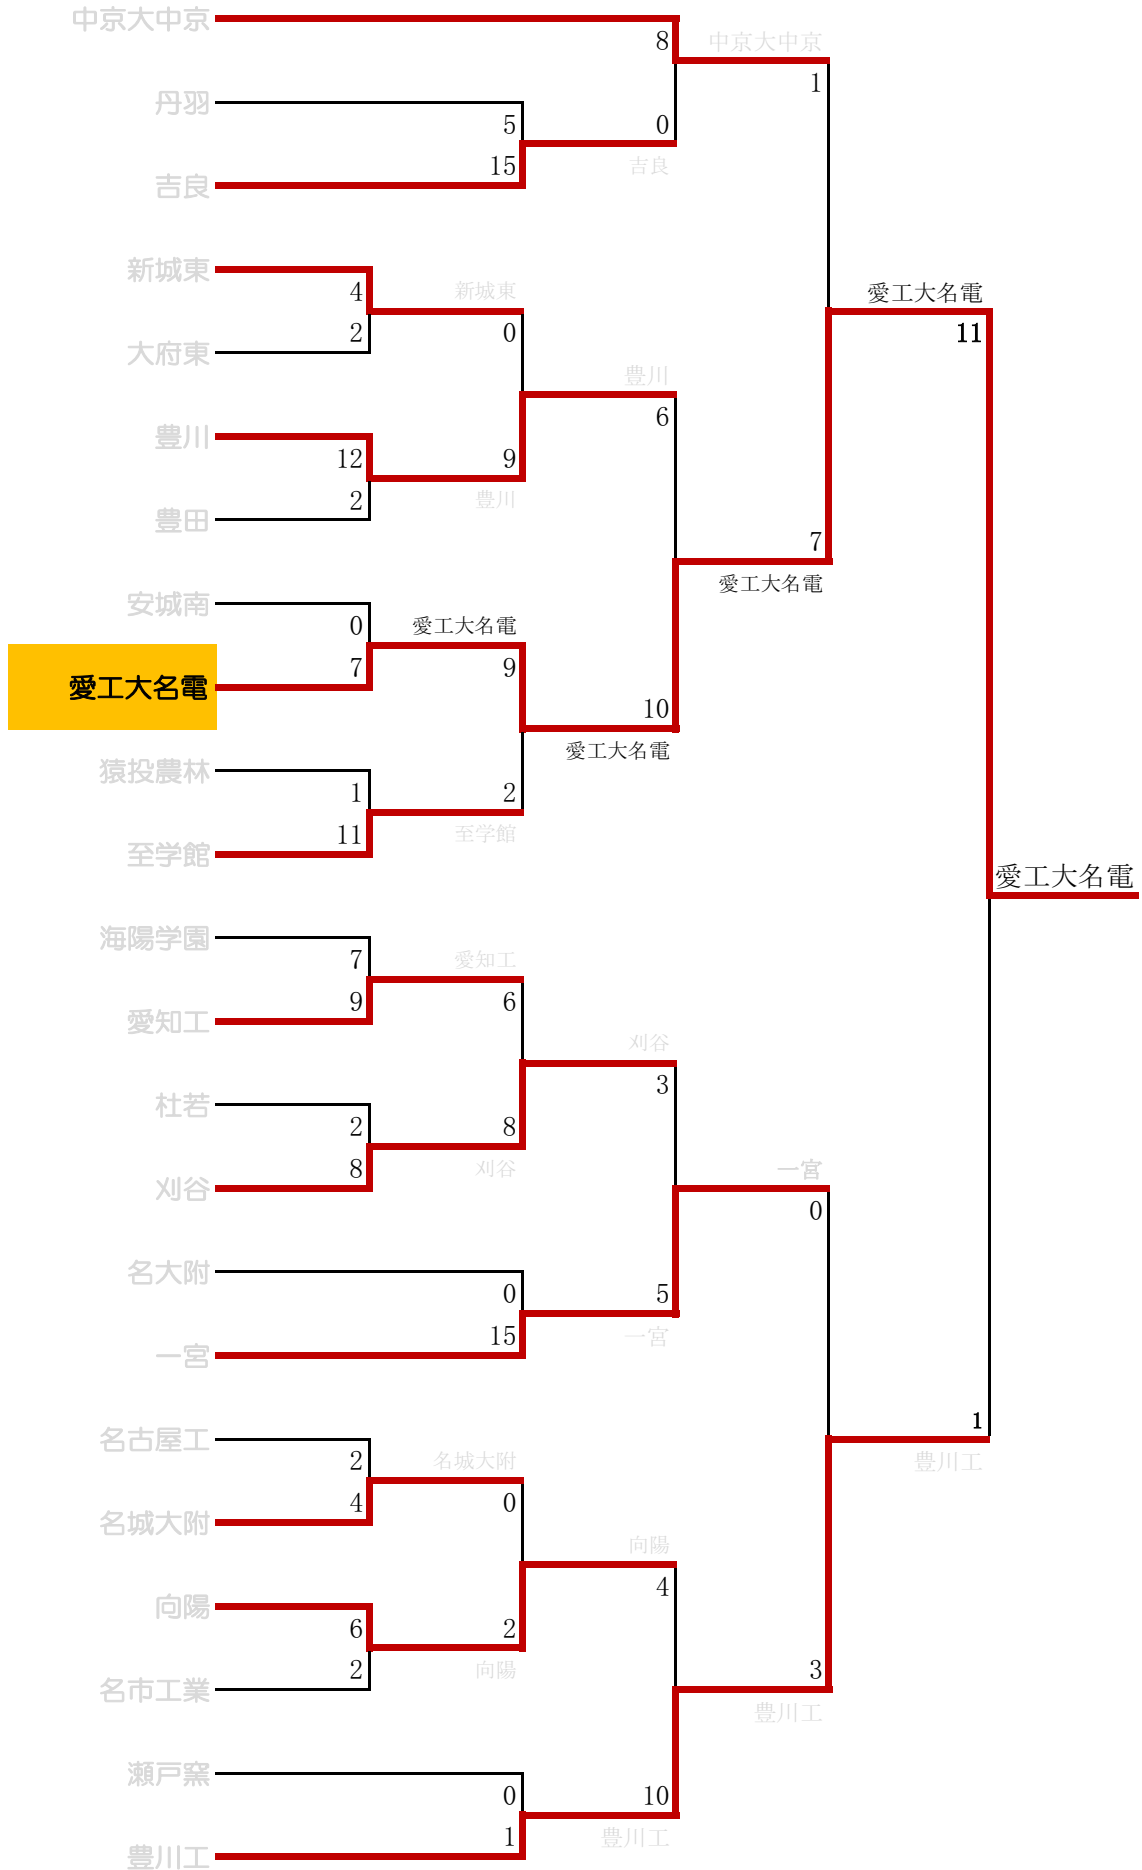 中京大中京
8
中京大中京
1
丹羽
5
0
15
吉良
吉良
新城東
4
新城東
0
愛工大名電
11
2
大府東
豊川
6
豊川
12
9
豊川
2
豊田
7
愛工大名電
安城南
0
愛工大名電
7
9
愛工大名電
10
愛工大名電
猿投農林
1
2
11
至学館
至学館
愛工大名電
海陽学園
7
愛知工
9
6
愛知工
刈谷
3
杜若
2
8
8
刈谷
刈谷
一宮
0
名大附
0
5
15
一宮
一宮
名古屋工
2
名城大附
4
0
名城大附
1
豊川工
向陽
4
向陽
6
2
2
向陽
名市工業
3
豊川工
瀬戸窯
0
10
1
豊川工
豊川工